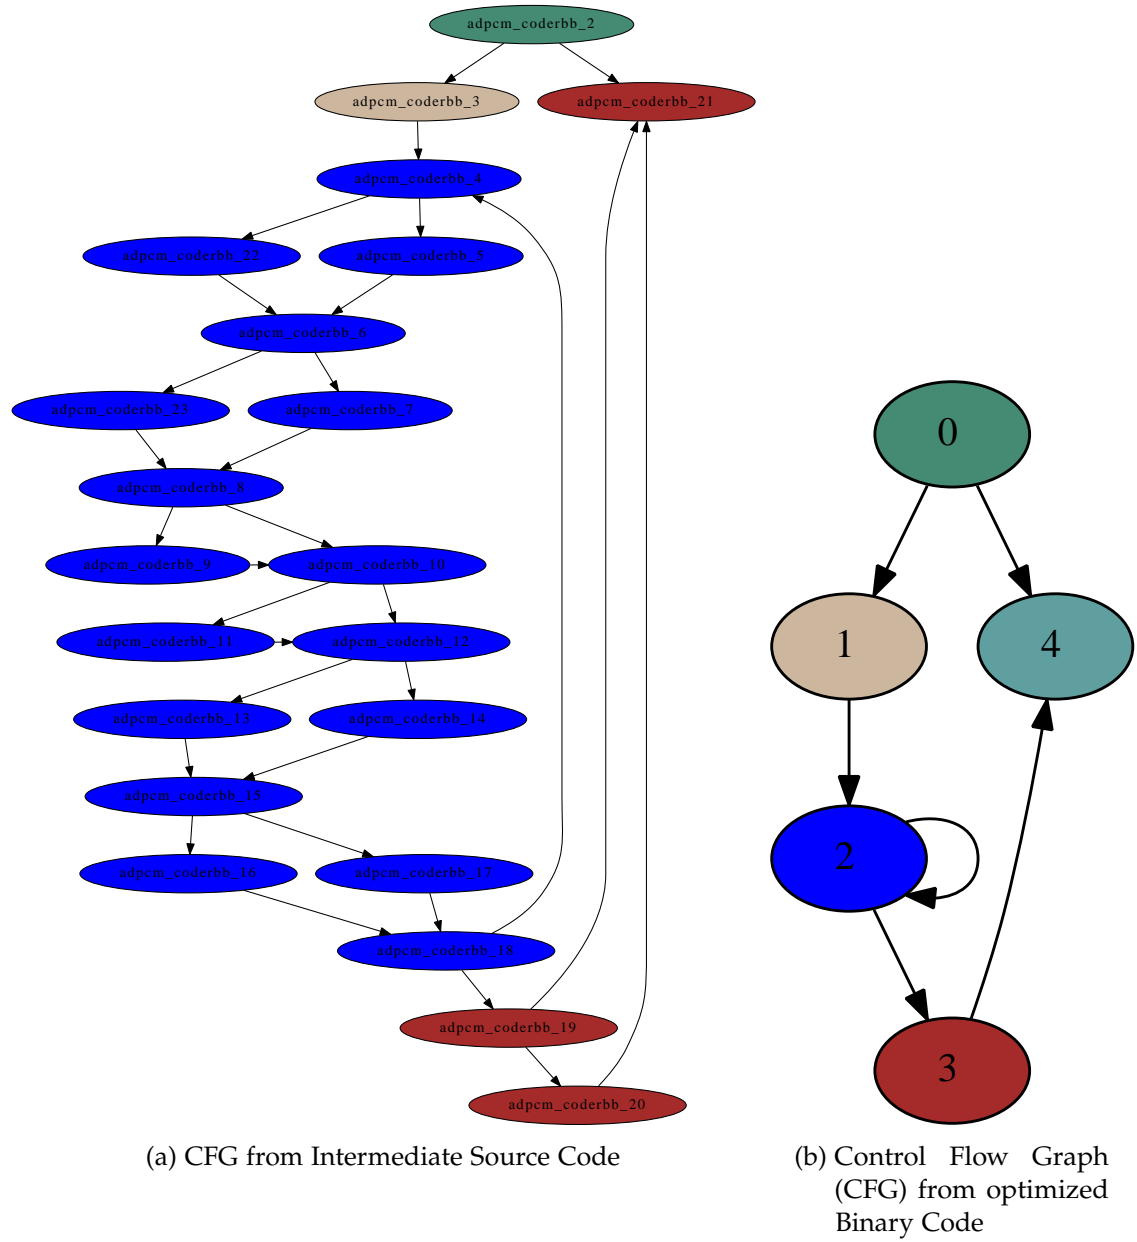 adpcm_coderbb_2
adpcm_coderbb_3
adpcm_coderbb_21
adpcm_coderbb_4
adpcm_coderbb_22
adpcm_coderbb_5
adpcm_coderbb_6
adpcm_coderbb_23
adpcm_coderbb_7
adpcm_coderbb_8
adpcm_coderbb_9
adpcm_coderbb_10
adpcm_coderbb_11
adpcm_coderbb_12
adpcm_coderbb_13
adpcm_coderbb_14
adpcm_coderbb_15
adpcm_coderbb_16
adpcm_coderbb_17
adpcm_coderbb_18
adpcm_coderbb_19
adpcm_coderbb_20
(a) CFG from Intermediate Source Code
0
1
4
2
3
(b) Control Flow Graph
(CFG) from optimized
Binary Code